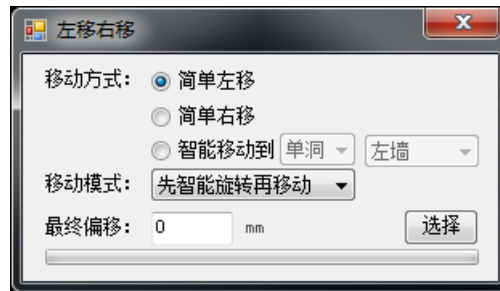 左移右移
移动方式： 简单左移
简单右移
智能移动到 单洞 左墙
移动模式： 先智能旋转再移动
最终偏移： 0 mm 选择